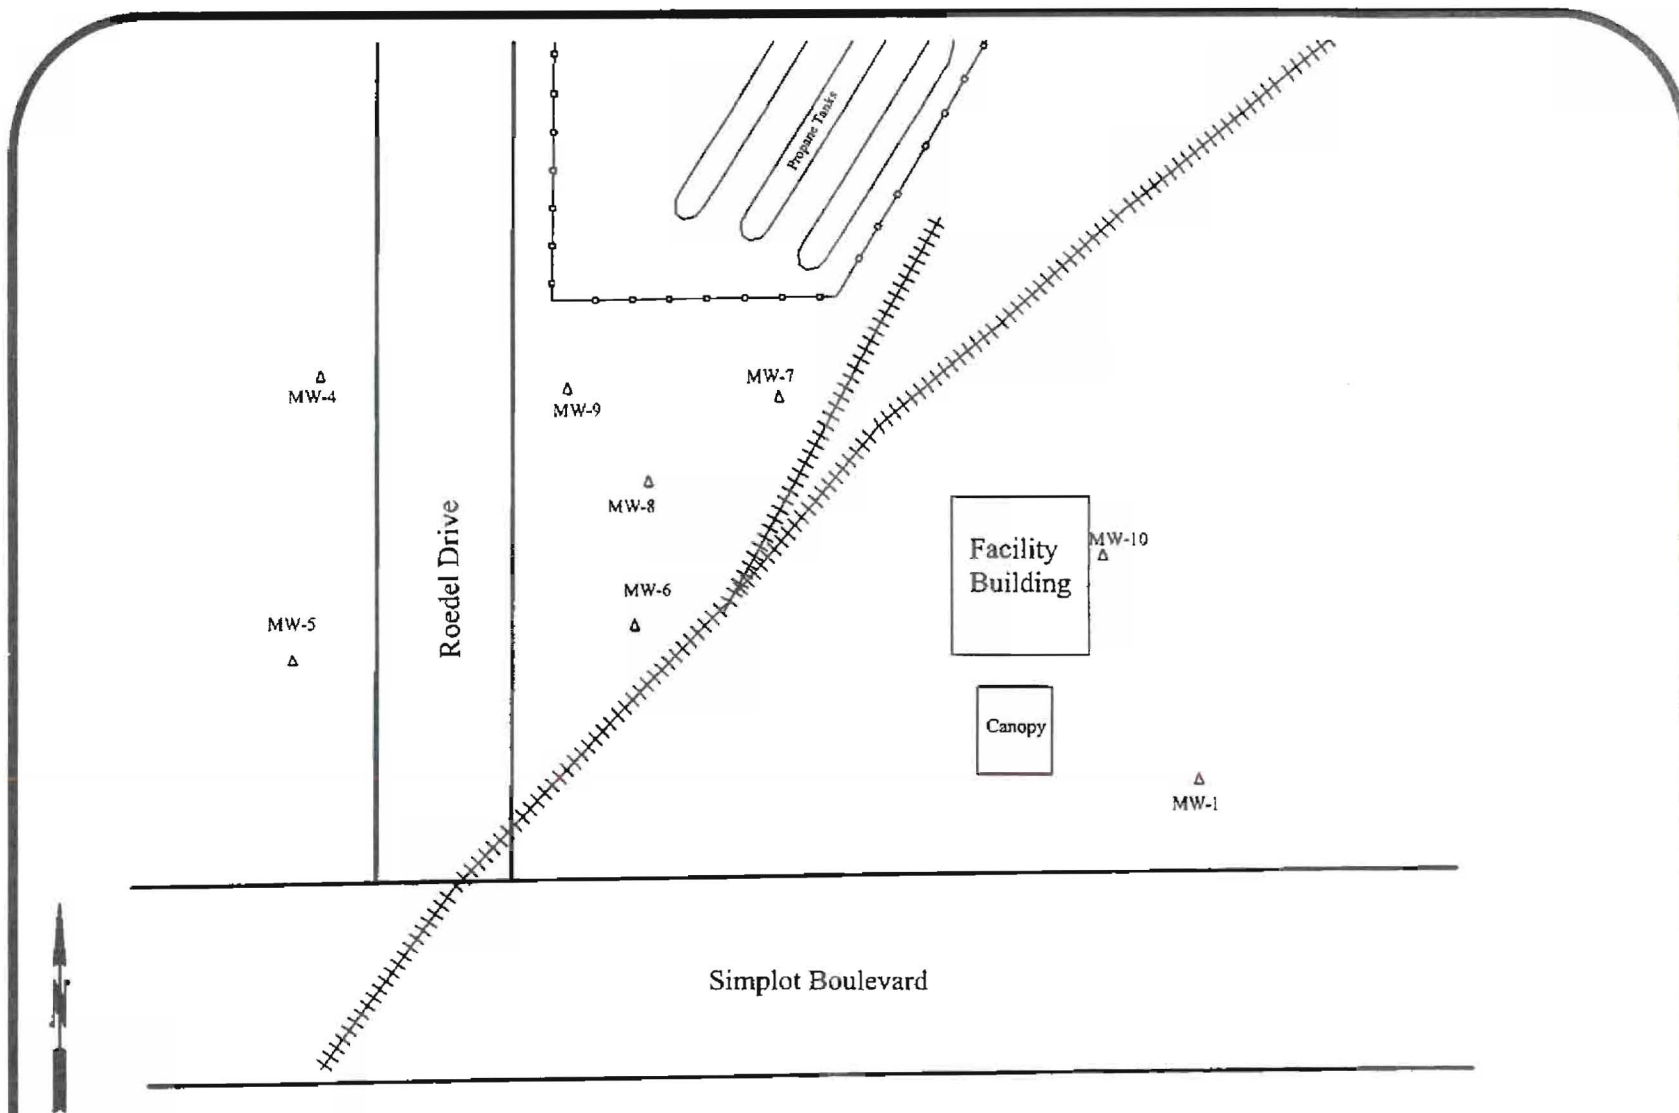 Propane Tanks
MW-4
MW-9
MW-7
MW-8
MW-6
MW-5
Roedel Drive
Facility
Building
MW-10
Canopy
MW-1
Simplot Boulevard
N